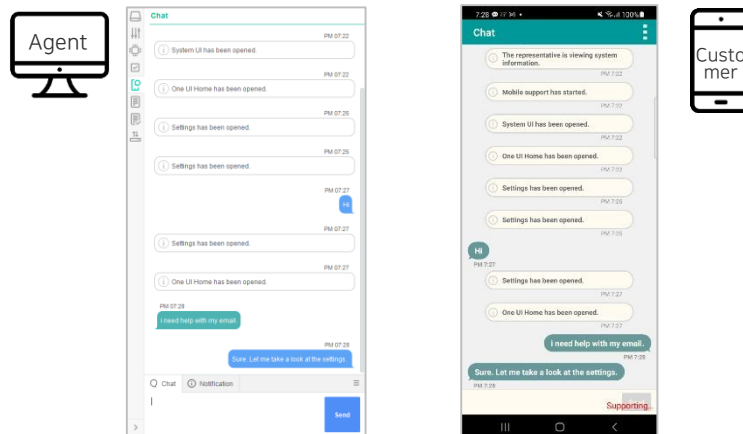 Agent
Chat
PM 07:22
System UI has been opened.
PM 07:22
One UI Home has been opened.
PM 07:25
Settings has been opened.
PM 07:25
Settings has been opened.
PM 07:27
Hi
PM 07:27
Settings has been opened.
PM 07:27
One UI Home has been opened.
PM 07:28
I need help with my email.
PM 07:28
Sure. Let me take a look at the settings.
Chat
Notification
Send
7:28
100%
Chat
The representative is viewing system
information.
PM 7:22
Mobile support has started.
PM 7:22
System UI has been opened.
PM 7:22
One UI Home has been opened.
PM 7:22
Settings has been opened.
PM 7:25
Settings has been opened.
PM 7:25
Hi
PM 7:27
Settings has been opened.
PM 7:27
One UI Home has been opened.
PM 7:27
I need help with my email.
PM 7:28
Sure. Let me take a look at the settings.
PM 7:28
Supporting...
Custo
mer